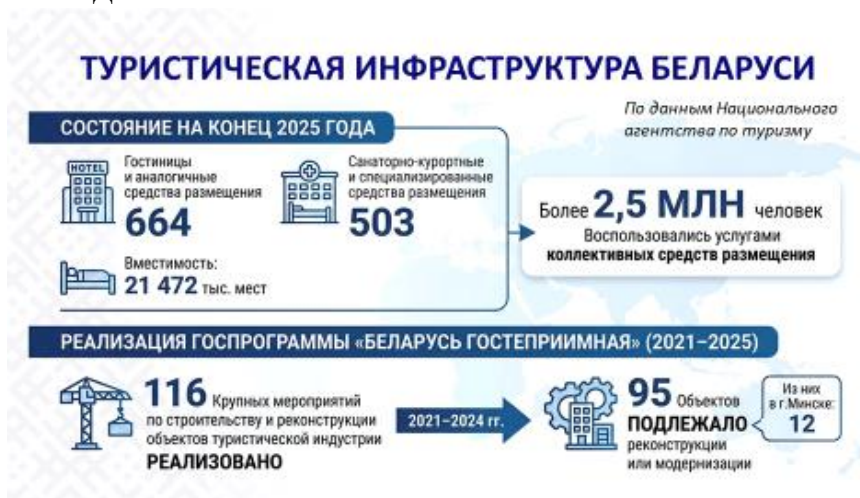 ТУРИСТИЧЕСКАЯ ИНФРАСТРУКТУРА БЕЛАРУСИ
По данным Национального
агентства по туризму
СОСТОЯНИЕ НА КОНЕЦ 2025 ГОДА
HOTEL
Гостиницы
и аналогичные
средства размещения
664
Санаторно-курортные
и специализированные
средства размещения
503
Вместимость:
21 472 тыс. мест
Более 2,5 МЛН человек
Воспользовались услугами
коллективных средств размещения
РЕАЛИЗАЦИЯ ГОСПРОГРАММЫ «БЕЛАРУСЬ ГОСТЕПРИИМНАЯ» (2021–2025)
116 Крупных мероприятий
по строительству и реконструкции
объектов туристической индустрии
РЕАЛИЗОВАНО
2021–2024 гг.
95 Объектов
ПОДЛЕЖАЛО
реконструкции
или модернизации
Из них
в г.Минске:
12